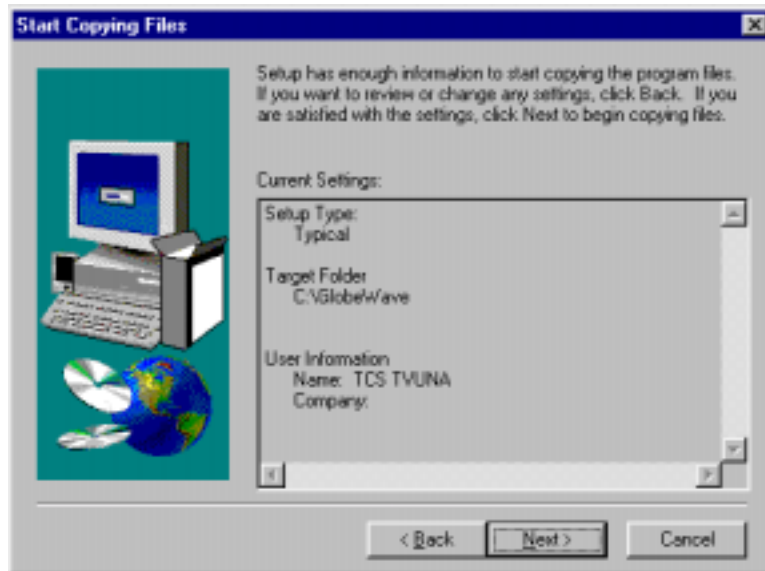 Start Copying Files
Setup has enough information to start copying the program files.
If you want to review or change any settings, click Back. If you
are satisfied with the settings, click Next to begin copying files.
Current Settings:
Setup Type:
Typical
Target Folder
C:\GlobeWave
User Information
Name: TCS TVUNA
Company:
< Back
Next >
Cancel